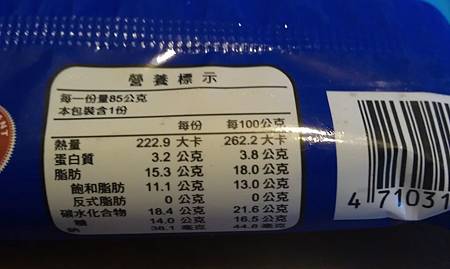 營養標示
每一份量85公克
本包裝含1份
每份 每100公克
熱量 222.9 大卡 262.2 大卡
蛋白質 3.2 公克 3.8 公克
脂肪 15.3 公克 18.0 公克
飽和脂肪 11.1 公克 13.0 公克
反式脂肪 0 公克 0 公克
碳水化合物 18.4 公克 21.6 公克
糖 14.0 公克 16.5 公克
鈉 38.1 毫克 44.8 毫克
4 71031